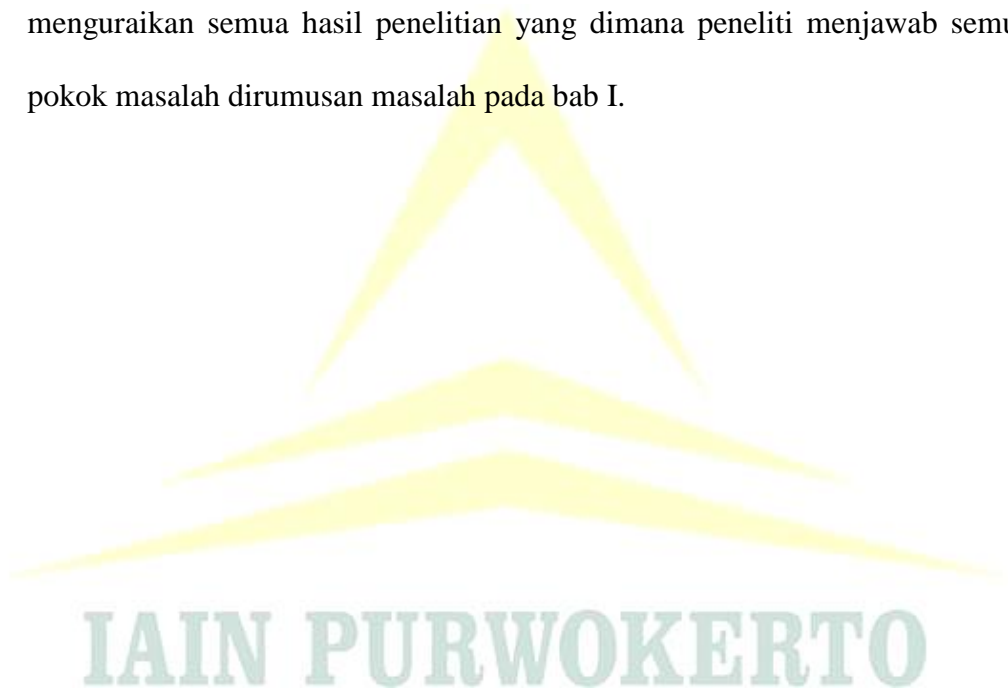 menguraikan semua hasil penelitian yang dimana peneliti menjawab semu
pokok masalah dirumusan masalah pada bab I.
IAIN PURWOKERTO